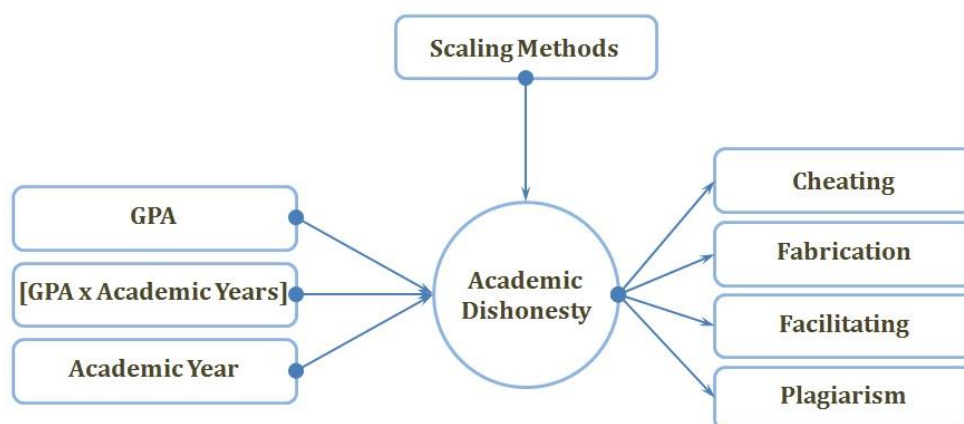 Scaling Methods
GPA
[GPA x Academic Years]
Academic Year
Academic
Dishonesty
Cheating
Fabrication
Facilitating
Plagiarism